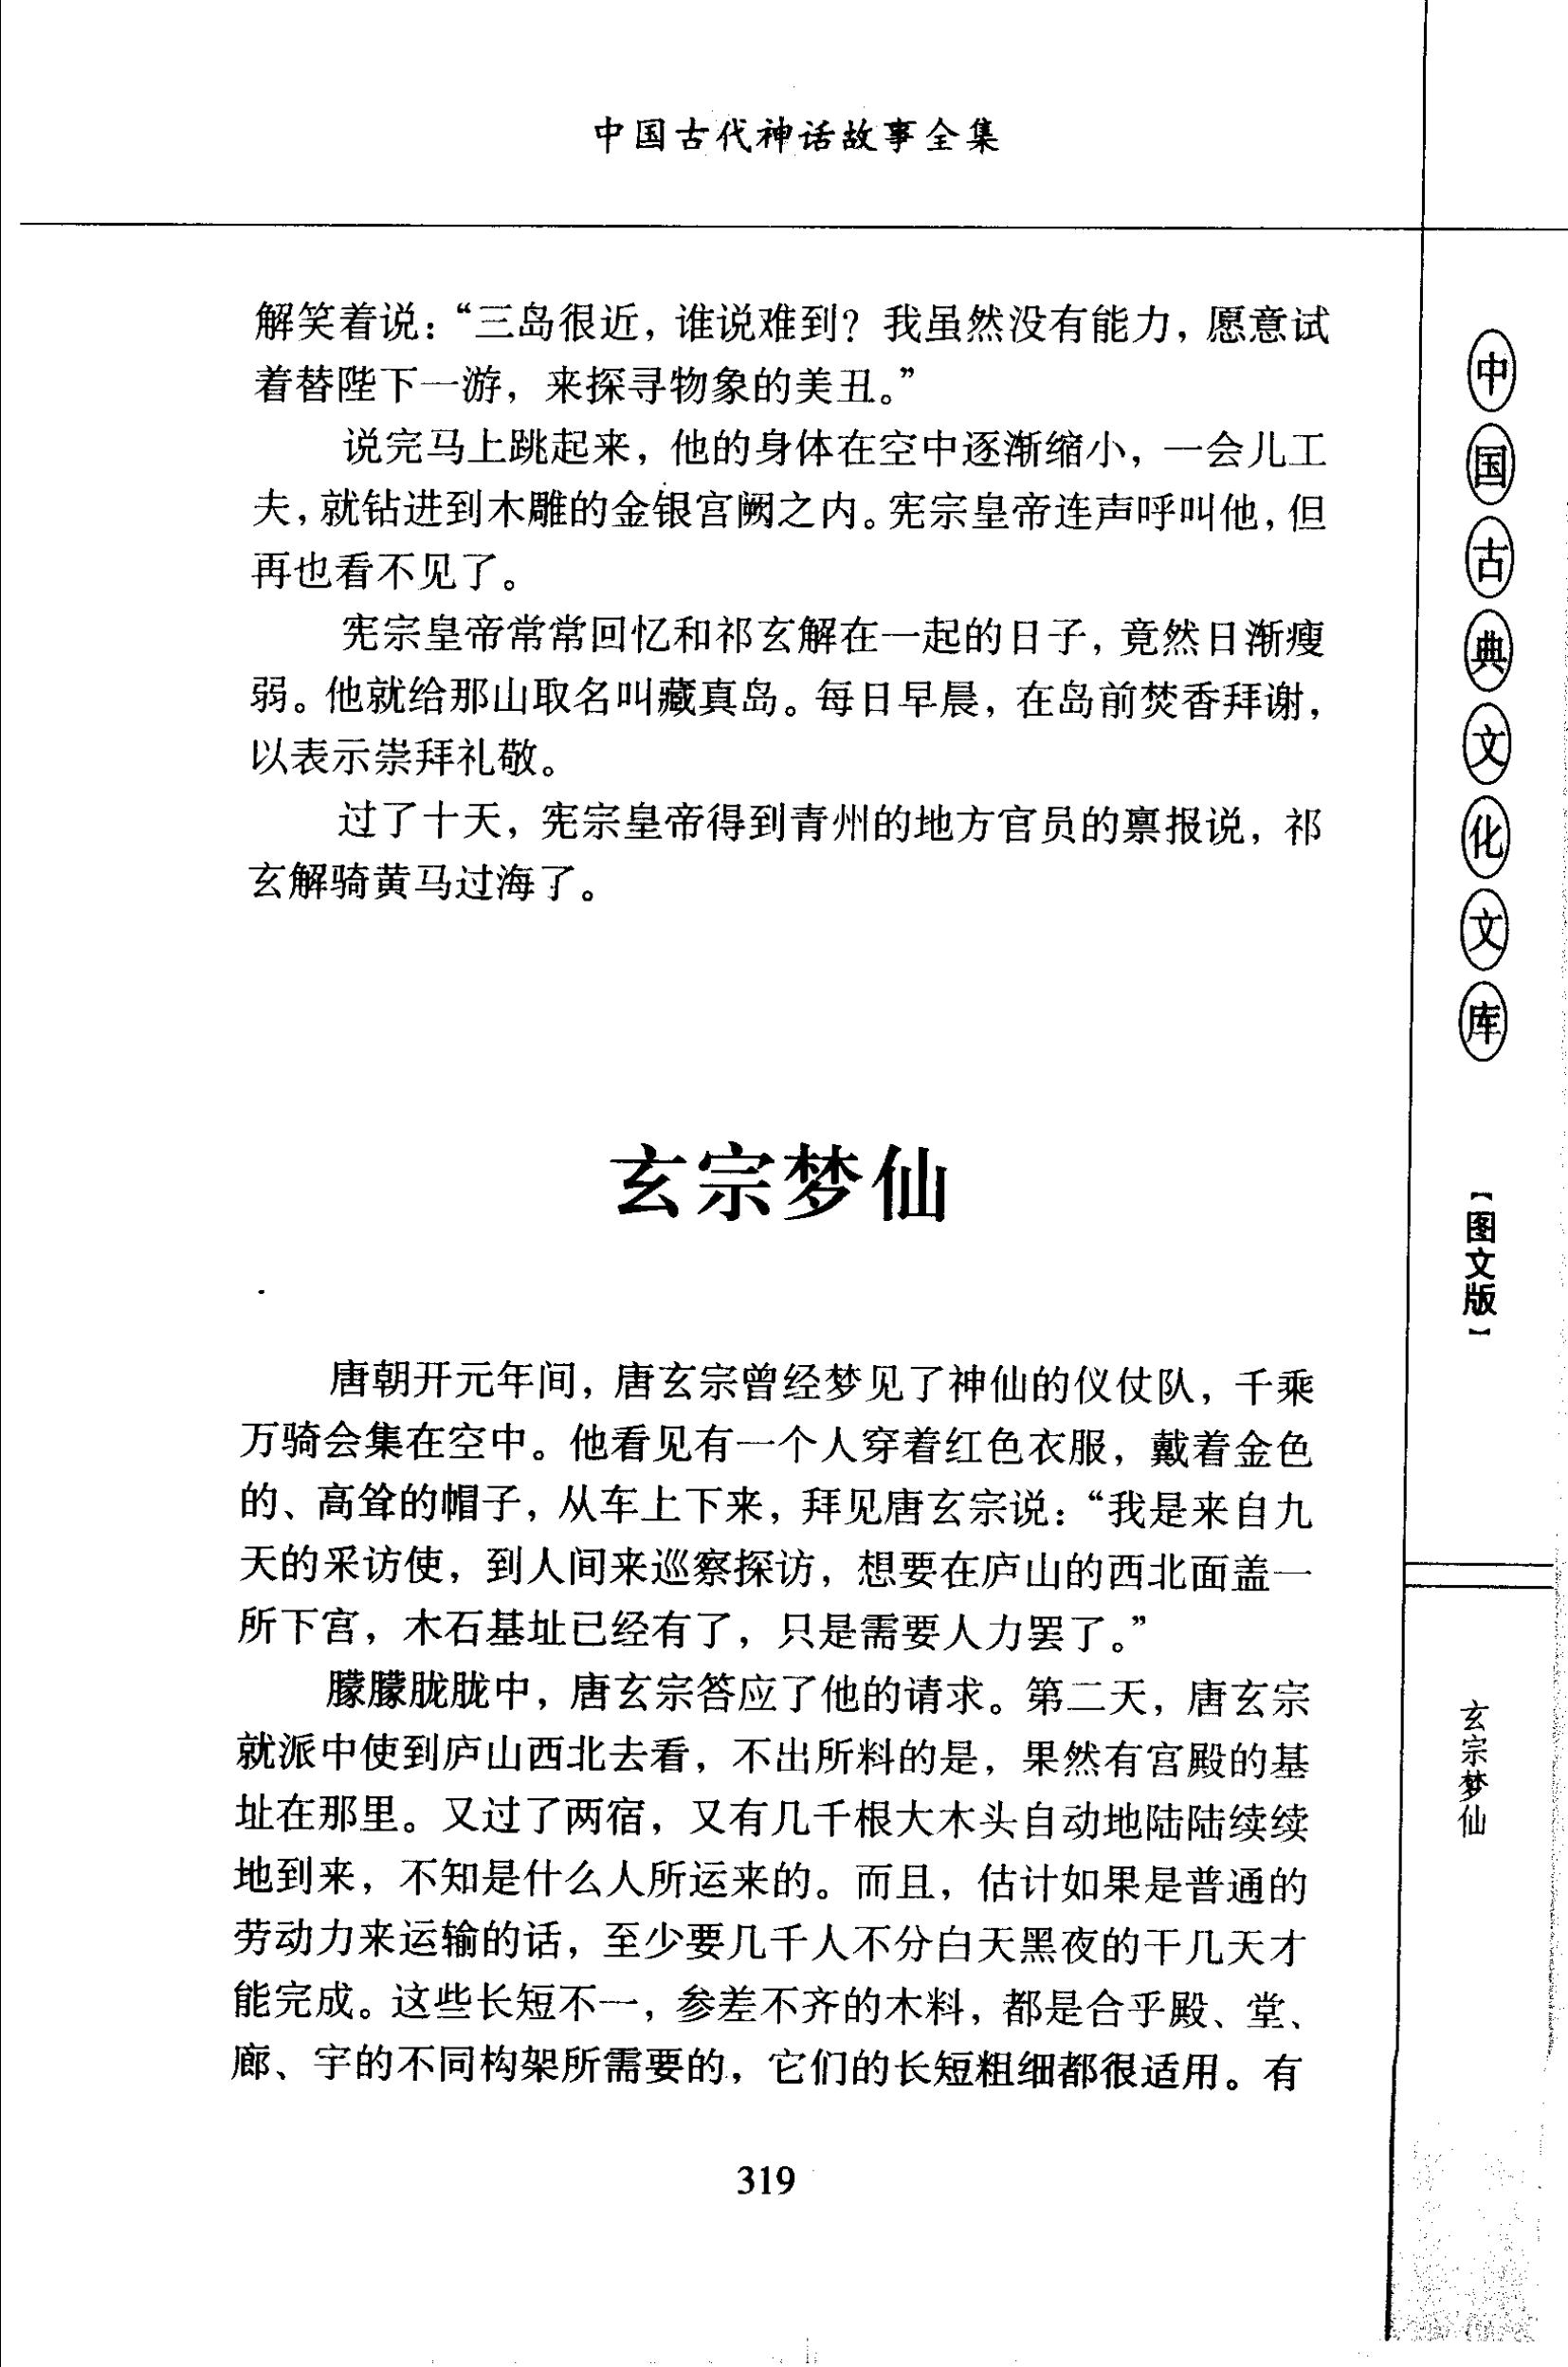 中国古代神话故事全集
解笑着说：“三岛很近，谁说难到？我虽然没有能力，愿意试
着替陛下一游，来探寻物象的美丑。”
说完马上跳起来，他的身体在空中逐渐缩小，一会儿工
夫，就钻进到木雕的金银宫阙之内。宪宗皇帝连声呼叫他，但
再也看不见了。
宪宗皇帝常常回忆和祁玄解在一起的日子，竟然日渐瘦
弱。他就给那山取名叫藏真岛。每日早晨，在岛前焚香拜谢，
以表示崇拜礼敬。
过了十天，宪宗皇帝得到青州的地方官员的禀报说，祁
玄解骑黄马过海了。
玄宗梦仙
唐朝开元年间，唐玄宗曾经梦见了神仙的仪仗队，千乘
万骑会集在空中。他看见有一个人穿着红色衣服，戴着金色
的、高耸的帽子，从车上下来，拜见唐玄宗说：“我是来自九
天的采访使，到人间来巡察探访，想要在庐山的西北面盖一
所下宫，木石基址已经有了，只是需要人力罢了。”
朦朦胧胧中，唐玄宗答应了他的请求。第二天，唐玄宗
就派中使到庐山西北去看，不出所料的是，果然有宫殿的基
址在那里。又过了两宿，又有几千根大木头自动地陆陆续续
地到来，不知是什么人所运来的。而且，估计如果是普通的
劳动力来运输的话，至少要几千人不分白天黑夜的干几天才
能完成。这些长短不一，参差不齐的木料，都是合乎殿、堂、
廊、宇的不同构架所需要的，它们的长短粗细都很适用。有
319
中国古典文化文库
【图文版】
玄宗梦仙